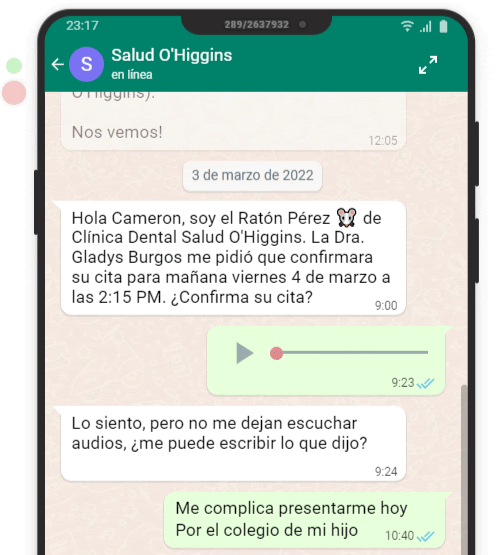 23:17
289/2637932
Salud O'Higgins
en línea
O'Higgins).
Nos vemos!
12:05
3 de marzo de 2022
Hola Cameron, soy el Ratón Pérez 🐭 de
Clínica Dental Salud O'Higgins. La Dra.
Gladys Burgos me pidió que confirmara
su cita para mañana viernes 4 de marzo a
las 2:15 PM. ¿Confirma su cita?
9:00
9:23
Lo siento, pero no me dejan escuchar
audios, ¿me puede escribir lo que dijo?
9:24
Me complica presentarme hoy
Por el colegio de mi hijo
10:40